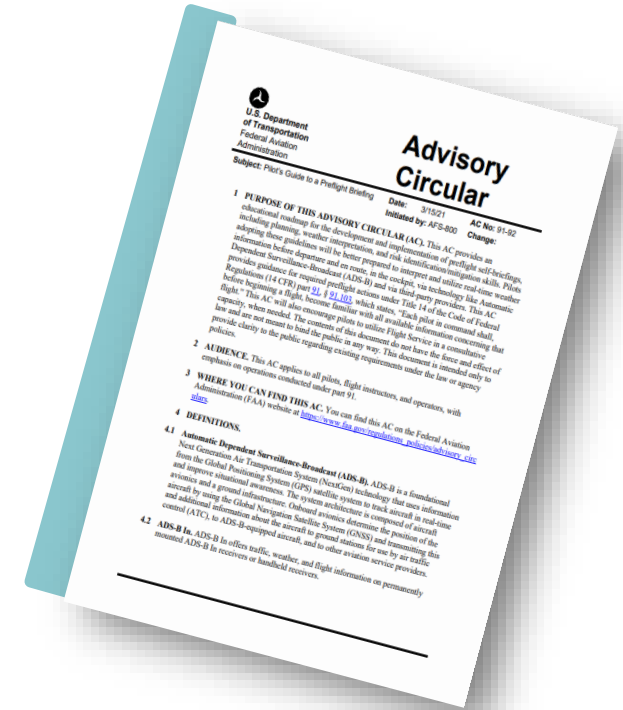 U.S. Department
of Transportation
Federal Aviation
Administration
Advisory
Circular
Subject: Pilot's Guide to a Preflight Briefing
Date: 3/15/21
Initiated by: AFS-800
AC No: 91-92
Change:
1 PURPOSE OF THIS ADVISORY CIRCULAR (AC). This AC provides an
educational roadmap for the development and implementation of preflight self-briefings,
including planning, weather interpretation, and risk identification/mitigation skills. Pilots
adopting these guidelines will be better prepared to interpret and utilize real-time weather
information before departure and en route, in the cockpit, via technology like Automatic
Dependent Surveillance-Broadcast (ADS-B) and via third-party providers. This AC
provides guidance for required preflight actions under Title 14 of the Code of Federal
Regulations (14 CFR) part 91, § 91.103, which states, "Each pilot in command shall,
before beginning a flight, become familiar with all available information concerning that
flight." This AC will also encourage pilots to utilize Flight Service in a consultative
capacity, when needed. The contents of this document do not have the force and effect of
law and are not meant to bind the public in any way. This document is intended only to
provide clarity to the public regarding existing requirements under the law or agency
policies.
2 AUDIENCE. This AC applies to all pilots, flight instructors, and operators, with
emphasis on operations conducted under part 91.
3 WHERE YOU CAN FIND THIS AC. You can find this AC on the Federal Aviation
Administration (FAA) website at https://www.faa.gov/regulations_policies/advisory_circ
ulars.
4 DEFINITIONS.
4.1 Automatic Dependent Surveillance-Broadcast (ADS-B). ADS-B is a foundational
Next Generation Air Transportation System (NextGen) technology that uses information
from the Global Positioning System (GPS) satellite system to track aircraft in real-time
and improve situational awareness. The system architecture is composed of aircraft
avionics and a ground infrastructure. Onboard avionics determine the position of the
aircraft by using the Global Navigation Satellite System (GNSS) and transmitting this
and additional information about the aircraft to ground stations for use by air traffic
control (ATC), to ADS-B-equipped aircraft, and to other aviation service providers.
4.2 ADS-B In. ADS-B In offers traffic, weather, and flight information on permanently
mounted ADS-B In receivers or handheld receivers.